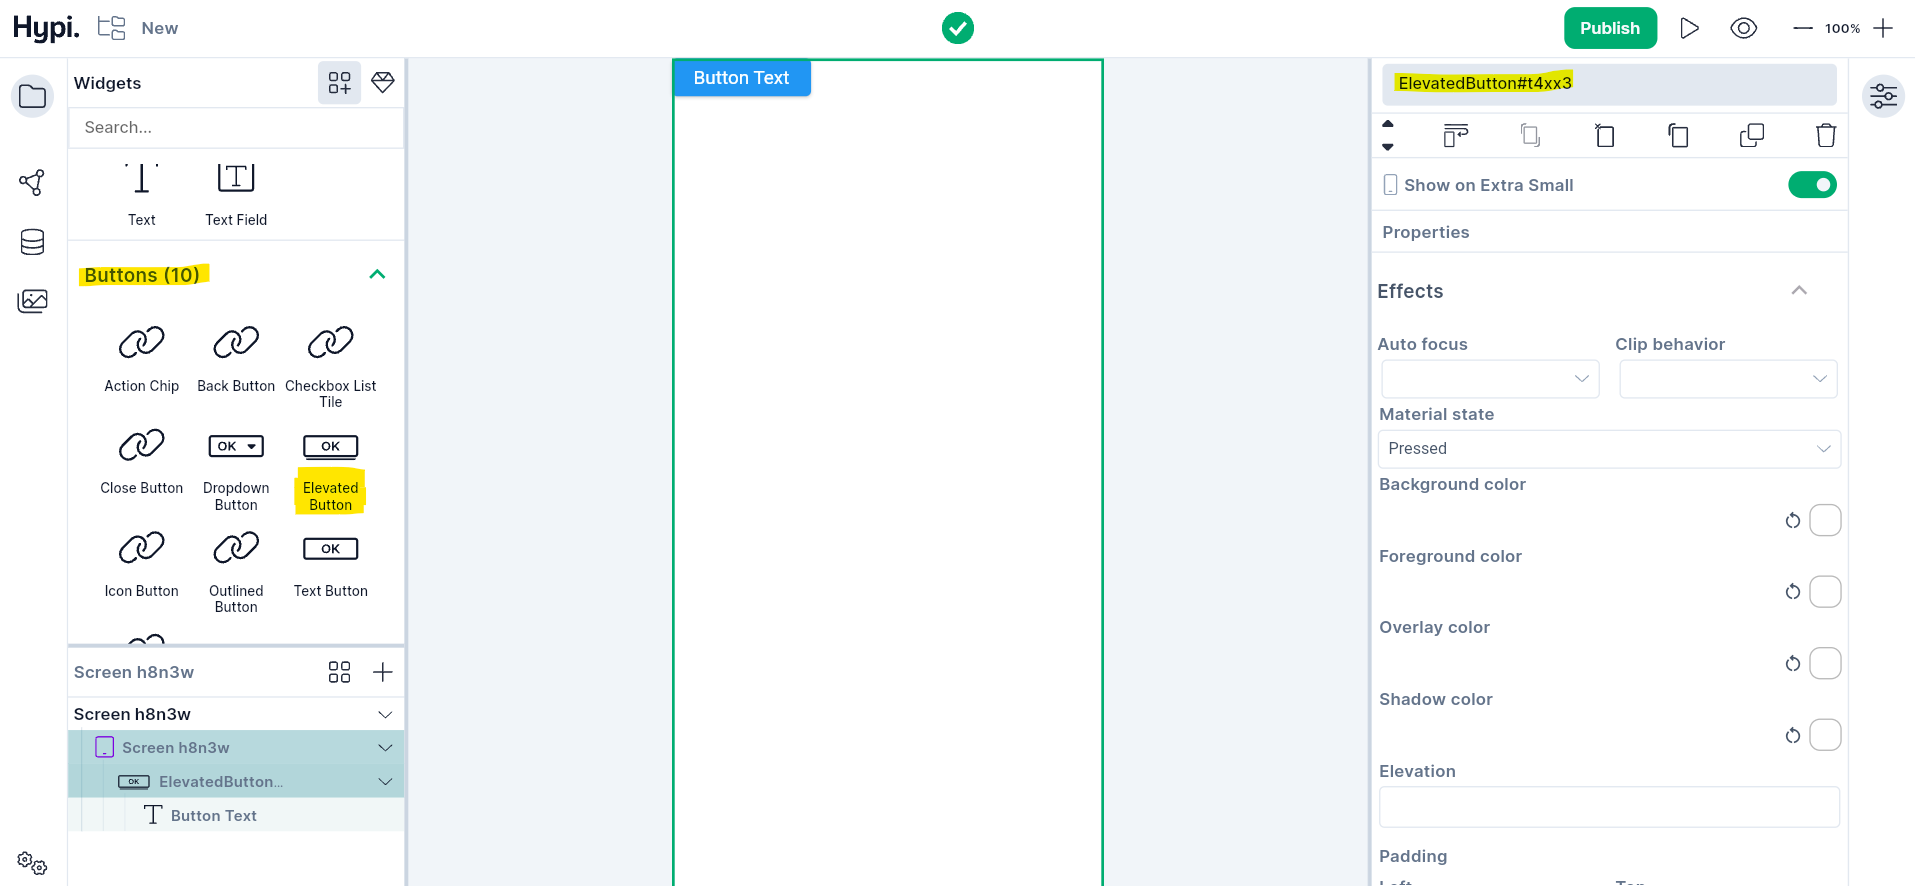 Hypi.
New
Publish
100%
Widgets
Search...
Text
Text Field
Buttons (10)
Action Chip
Back Button
Checkbox List
Tile
Close Button
OK
Dropdown
Button
OK
Elevated
Button
Icon Button
Outlined
Button
OK
Text Button
Screen h8n3w
Screen h8n3w
Screen h8n3w
OK
ElevatedButton...
Button Text
Button Text
ElevatedButton#t4xx3
Show on Extra Small
Properties
Effects
Auto focus
Clip behavior
Material state
Pressed
Background color
Foreground color
Overlay color
Shadow color
Elevation
Padding